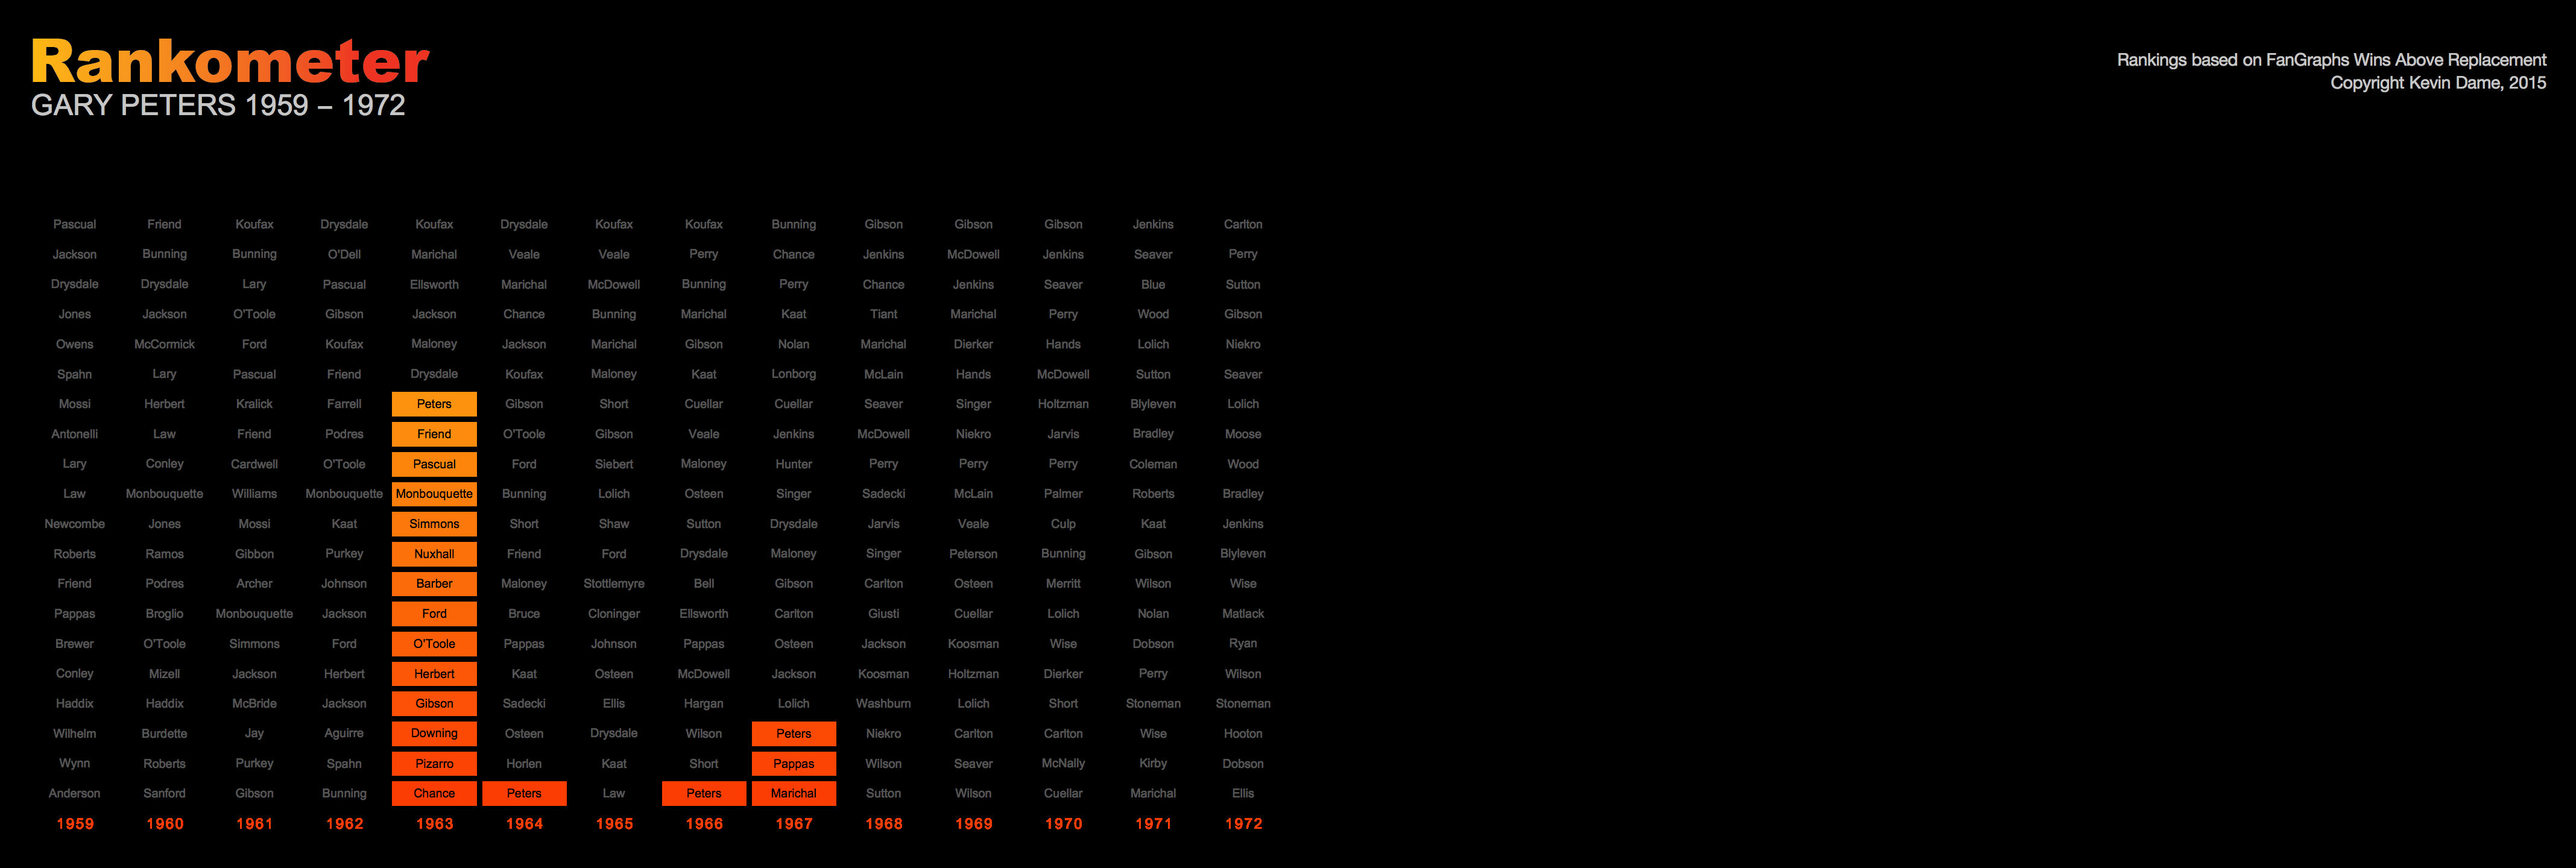 Rankometer
GARY PETERS 1959 – 1972
Rankings based on FanGraphs Wins Above Replacement
Copyright Kevin Dame, 2015
Pascual Friend Koufax Drysdale Koufax Drysdale Koufax Koufax Bunning Gibson Gibson Gibson Jenkins Carlton
Jackson Bunning Bunning O'Dell Marichal Veale Veale Perry Chance Jenkins McDowell Jenkins Seaver Perry
Drysdale Drysdale Lary Pascual Ellsworth Marichal McDowell Bunning Perry Chance Jenkins Seaver Blue Sutton
Jones Jackson O'Toole Gibson Jackson Chance Bunning Marichal Kaat Tiant Marichal Perry Wood Gibson
Owens McCormick Ford Koufax Maloney Jackson Marichal Gibson Nolan Marichal Dierker Hands Lolich Niekro
Spahn Lary Pascual Friend Drysdale Koufax Maloney Kaat Lonborg McLain Hands McDowell Sutton Seaver
Mossi Herbert Kralick Farrell Peters Gibson Short Cuellar Cuellar Seaver Singer Holtzman Blyleven Lolich
Antonelli Law Friend Podres Friend O'Toole Gibson Veale Jenkins McDowell Niekro Jarvis Bradley Moose
Lary Conley Cardwell O'Toole Pascual Ford Siebert Maloney Hunter Perry Perry Perry Coleman Wood
Law Monbouquette Williams Monbouquette Monbouquette Bunning Lolich Osteen Singer Sadecki McLain Palmer Roberts Bradley
Newcombe Jones Mossi Kaat Simmons Short Shaw Sutton Drysdale Jarvis Veale Culp Kaat Jenkins
Roberts Ramos Gibbon Purkey Nuxhall Friend Ford Drysdale Maloney Singer Peterson Bunning Gibson Blyleven
Friend Podres Archer Johnson Barber Maloney Stottlemyre Bell Gibson Carlton Osteen Merritt Wilson Wise
Pappas Broglio Monbouquette Jackson Ford Bruce Cloninger Ellsworth Carlton Giusti Cuellar Lolich Nolan Matlack
Brewer O'Toole Simmons Ford O'Toole Pappas Johnson Pappas Osteen Jackson Koosman Wise Dobson Ryan
Conley Mizell Jackson Herbert Herbert Kaat Osteen McDowell Jackson Koosman Holtzman Dierker Perry Wilson
Haddix Haddix McBride Jackson Gibson Sadecki Ellis Hargan Lolich Washburn Lolich Short Stoneman Stoneman
Wilhelm Burdette Jay Aguirre Downing Osteen Drysdale Wilson Peters Niekro Carlton Carlton Wise Hooton
Wynn Roberts Purkey Spahn Pizarro Horlen Kaat Short Pappas Wilson Seaver McNally Kirby Dobson
Anderson Sanford Gibson Bunning Chance Peters Law Peters Marichal Sutton Wilson Cuellar Marichal Ellis
1959 1960 1961 1962 1963 1964 1965 1966 1967 1968 1969 1970 1971 1972